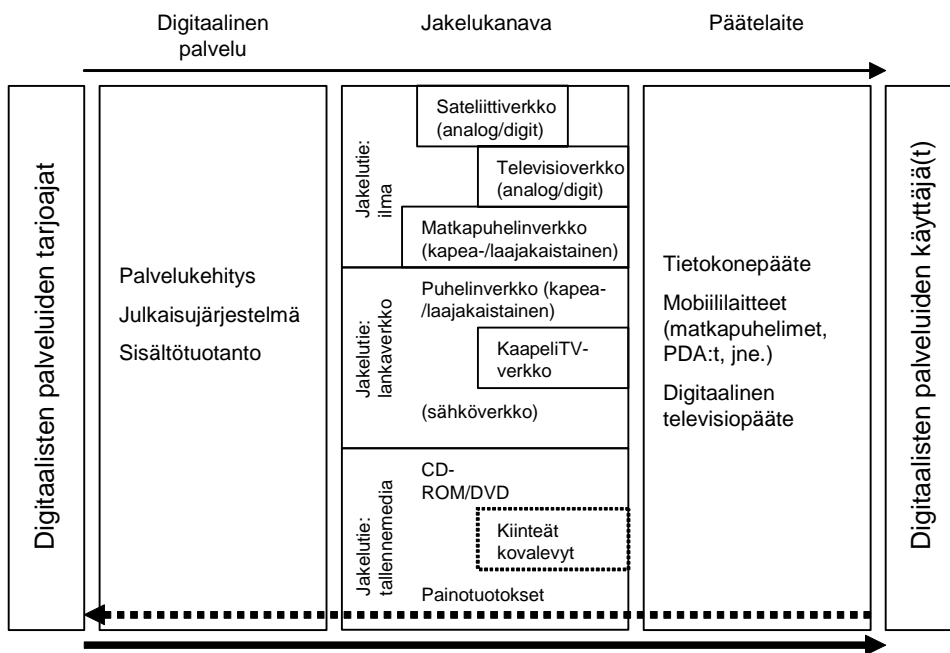 Digitaalinen
palvelu
Jakelukanava
Päätelaite
Digitaalisten palveluiden tarjoajat
Palvelukehitys
Julkaisujärjestelmä
Sisältötuotanto
Jakelutie:
ilma
Sateliittiverkko
(analog/digit)
Televisioverkko
(analog/digit)
Matkapuhelinverkko
(kapea-/laajakaistainen)
Jakelutie:
lankaverkko
Puhelinverkko (kapea-
/laajakaistainen)
KaapeliTV-
verkko
(sähköverkko)
Jakelutie:
tallennemedia
CD-
ROM/DVD
Kiinteät
kovalevyt
Painotuotokset
Tietokonepääte
Mobiililaitteet
(matkapuhelimet,
PDA:t, jne.)
Digitaalinen
televisiopääte
Digitaalisten palveluiden käyttäjä(t)